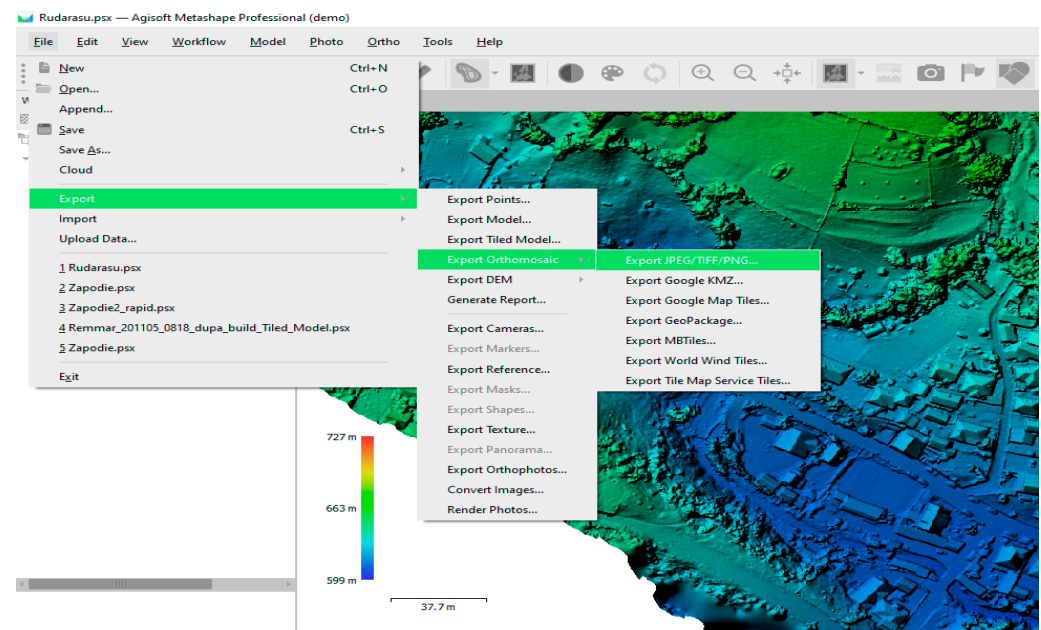 Rudarasu.psx — Agisoft Metashape Professional (demo)
File Edit View Workflow Model Photo Ortho Tools Help
New Ctrl+N
Open... Ctrl+O
Append...
Save Ctrl+S
Save As...
Cloud
Export
Import
Upload Data...
1 Rudarasu.psx
2 Zapodie.psx
3 Zapodie2_rapid.psx
4 Remmar_201105_0818_dupa_build_Tiled_Model.psx
5 Zapodie.psx
Exit
Export Points...
Export Model...
Export Tiled Model...
Export Orthomosaic
Export DEM
Generate Report...
Export Cameras...
Export Markers...
Export Reference...
Export Masks...
Export Shapes...
Export Texture...
Export Panorama...
Export Orthophotos...
Convert Images...
Render Photos...
Export JPEG/TIFF/PNG...
Export Google KMZ...
Export Google Map Tiles...
Export GeoPackage...
Export MBTiles...
Export World Wind Tiles...
Export Tile Map Service Tiles...
727 m
663 m
599 m
37.7 m